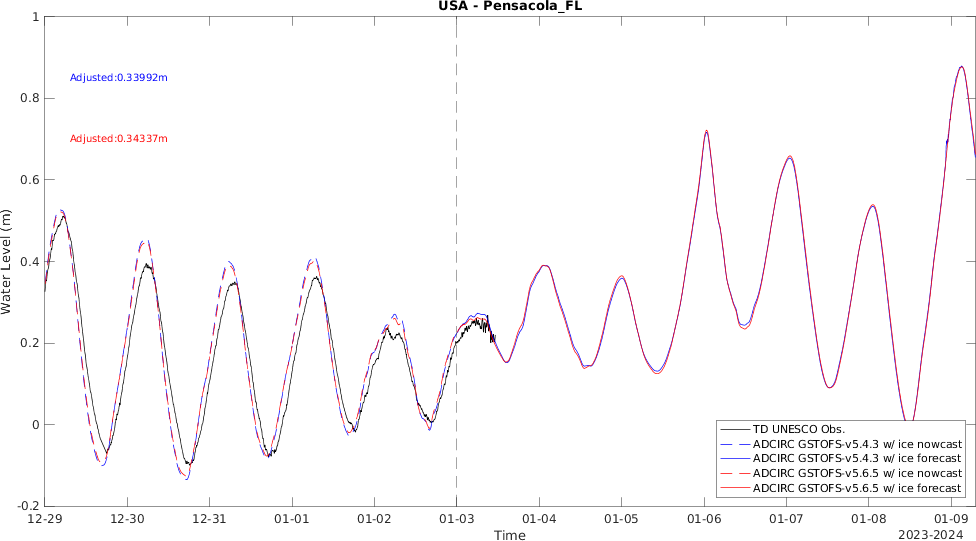 USA - Pensacola_FL
1
0.8
0.6
0.4
0.2
0
-0.2
Water Level (m)
Adjusted:0.33992m
Adjusted:0.34337m
TD UNESCO Obs.
ADCIRC GSTOFS-v5.4.3 w/ ice nowcast
ADCIRC GSTOFS-v5.4.3 w/ ice forecast
ADCIRC GSTOFS-v5.6.5 w/ ice nowcast
ADCIRC GSTOFS-v5.6.5 w/ ice forecast
12-29 12-30 12-31 01-01 01-02 01-03 01-04 01-05 01-06 01-07 01-08 01-09
Time
2023-2024